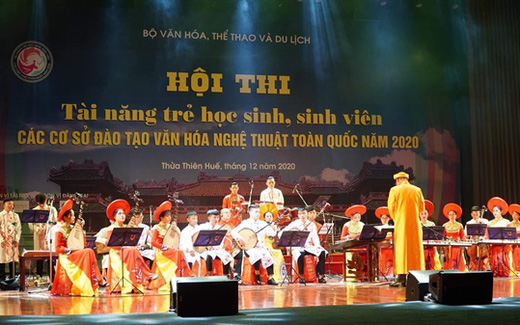 BỘ VĂN HÓA, THỂ THAO VÀ DU LỊCH
HỘI THI
Tài năng trẻ học sinh, sinh viên
CÁC CƠ SỞ ĐÀO TẠO VĂN HÓA NGHỆ THUẬT TOÀN QUỐC NĂM 2020
Thừa Thiên Huế, tháng 12 năm 2020